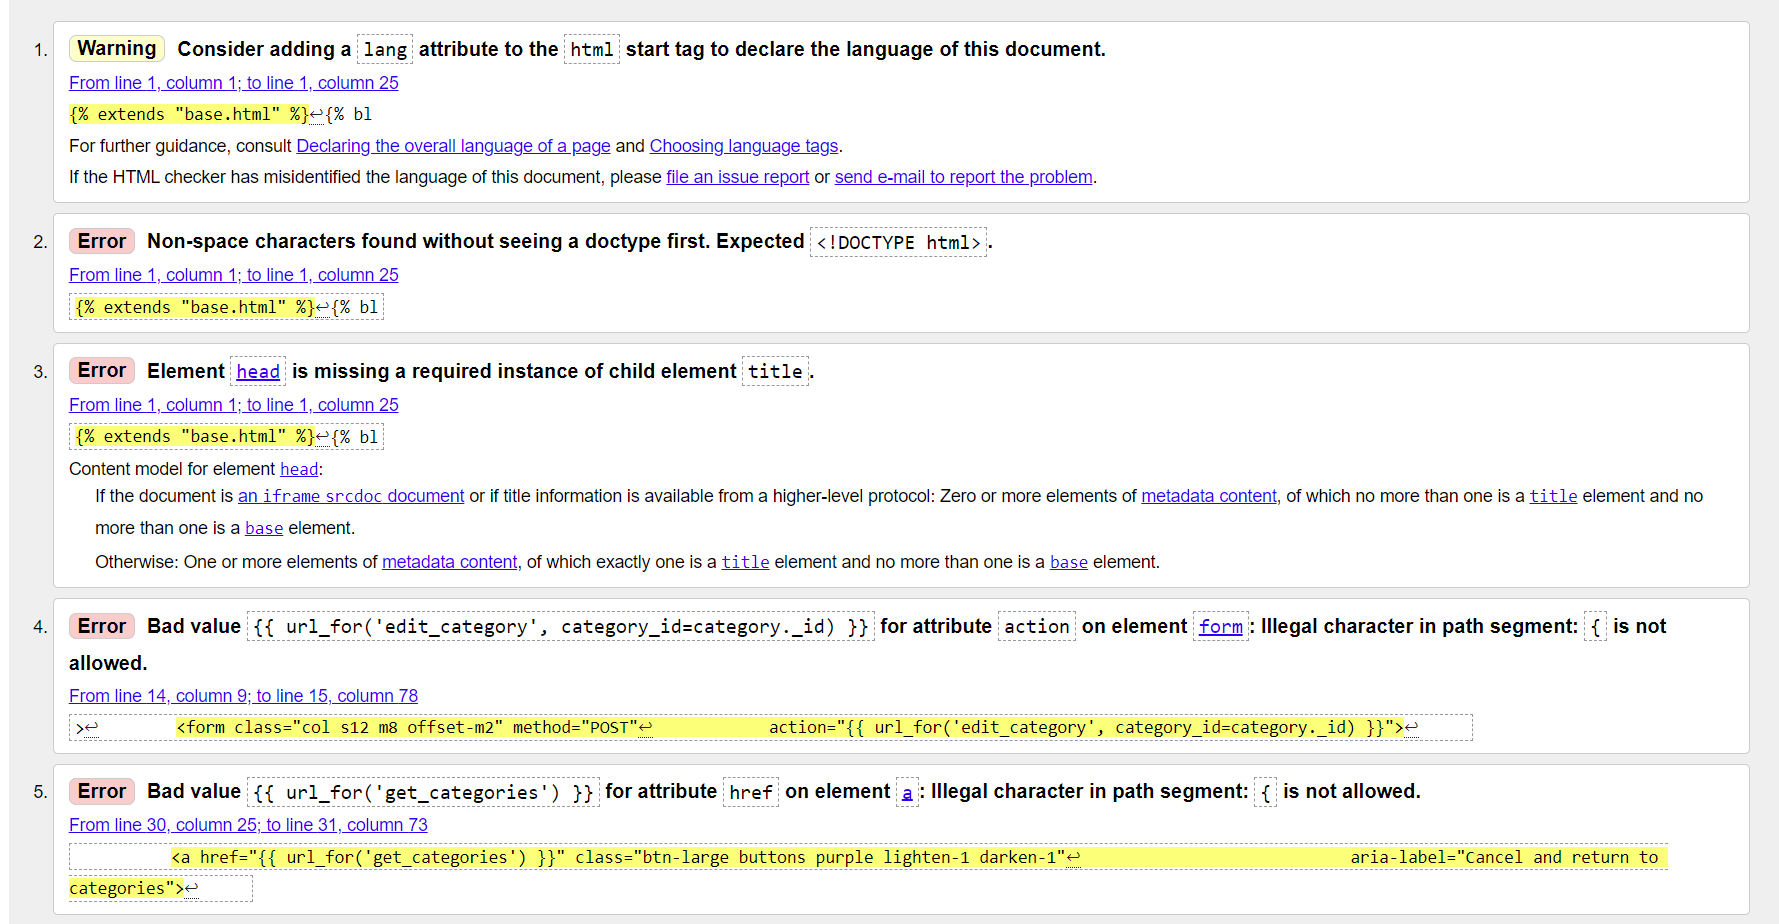 1. Warning Consider adding a lang attribute to the html start tag to declare the language of this document.
From line 1, column 1; to line 1, column 25
{% extends "base.html" %}↩{% bl
For further guidance, consult Declaring the overall language of a page and Choosing language tags.
If the HTML checker has misidentified the language of this document, please file an issue report or send e-mail to report the problem.
2. Error Non-space characters found without seeing a doctype first. Expected <!DOCTYPE html>.
From line 1, column 1; to line 1, column 25
{% extends "base.html" %}↩{% bl
3. Error Element head is missing a required instance of child element title.
From line 1, column 1; to line 1, column 25
{% extends "base.html" %}↩{% bl
Content model for element head:
If the document is an iframe srcdoc document or if title information is available from a higher-level protocol: Zero or more elements of metadata content, of which no more than one is a title element and no
more than one is a base element.
Otherwise: One or more elements of metadata content, of which exactly one is a title element and no more than one is a base element.
4. Error Bad value {{ url_for('edit_category', category_id=category._id) }} for attribute action on element form: Illegal character in path segment: { is not
allowed.
From line 14, column 9; to line 15, column 78
>↩ <form class="col s12 m8 offset-m2" method="POST"↩ action="{{ url_for('edit_category', category_id=category._id) }}">↩
5. Error Bad value {{ url_for('get_categories') }} for attribute href on element a: Illegal character in path segment: { is not allowed.
From line 30, column 25; to line 31, column 73
<a href="{{ url_for('get_categories') }}" class="btn-large buttons purple lighten-1 darken-1"↩ aria-label="Cancel and return to
categories">↩